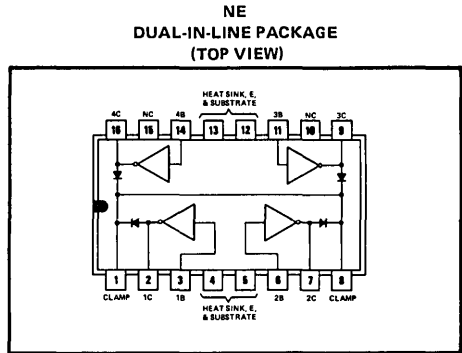 NE
DUAL-IN-LINE PACKAGE
(TOP VIEW)
HEAT SINK, E,
& SUBSTRATE
4C NC 4B 3B NC 3C
16 15 14 13 12 11 10 9
1 2 3 4 5 6 7 8
CLAMP 1C 1B 2B 2C CLAMP
HEAT SINK, E,
& SUBSTRATE